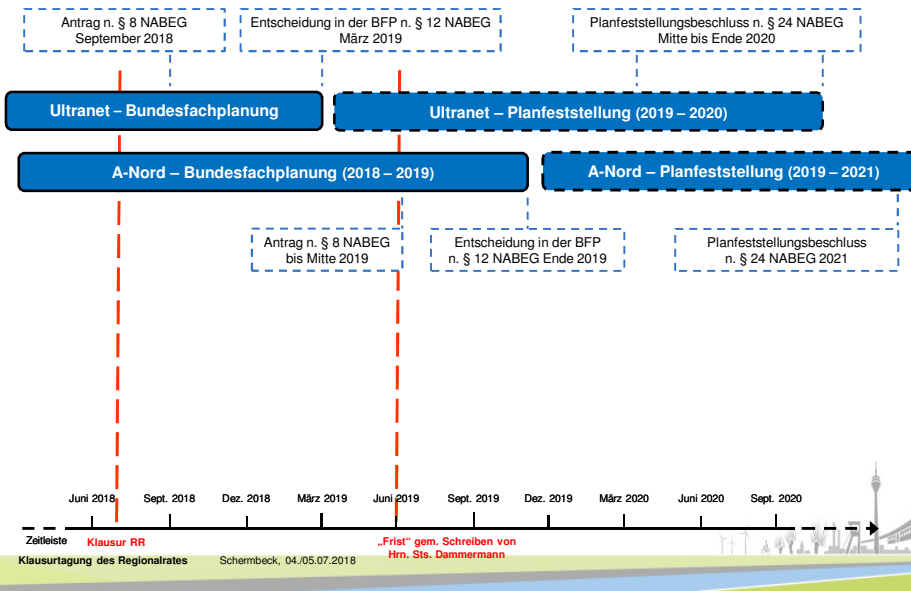 Antrag n. § 8 NABEG
September 2018
Entscheidung in der BFP n. § 12 NABEG
März 2019
Planfeststellungsbeschluss n. § 24 NABEG
Mitte bis Ende 2020
Ultranet – Bundesfachplanung
Ultranet – Planfeststellung (2019 – 2020)
A-Nord – Bundesfachplanung (2018 – 2019)
A-Nord – Planfeststellung (2019 – 2021)
Antrag n. § 8 NABEG
bis Mitte 2019
Entscheidung in der BFP
n. § 12 NABEG Ende 2019
Planfeststellungsbeschluss
n. § 24 NABEG 2021
Juni 2018 Sept. 2018 Dez. 2018 März 2019 Juni 2019 Sept. 2019 Dez. 2019 März 2020 Juni 2020 Sept. 2020
Zeitleiste
Klausur RR
„Frist“ gem. Schreiben von
Hrn. Sts. Dammermann
Klausurtagung des Regionalrates Schermbeck, 04./05.07.2018